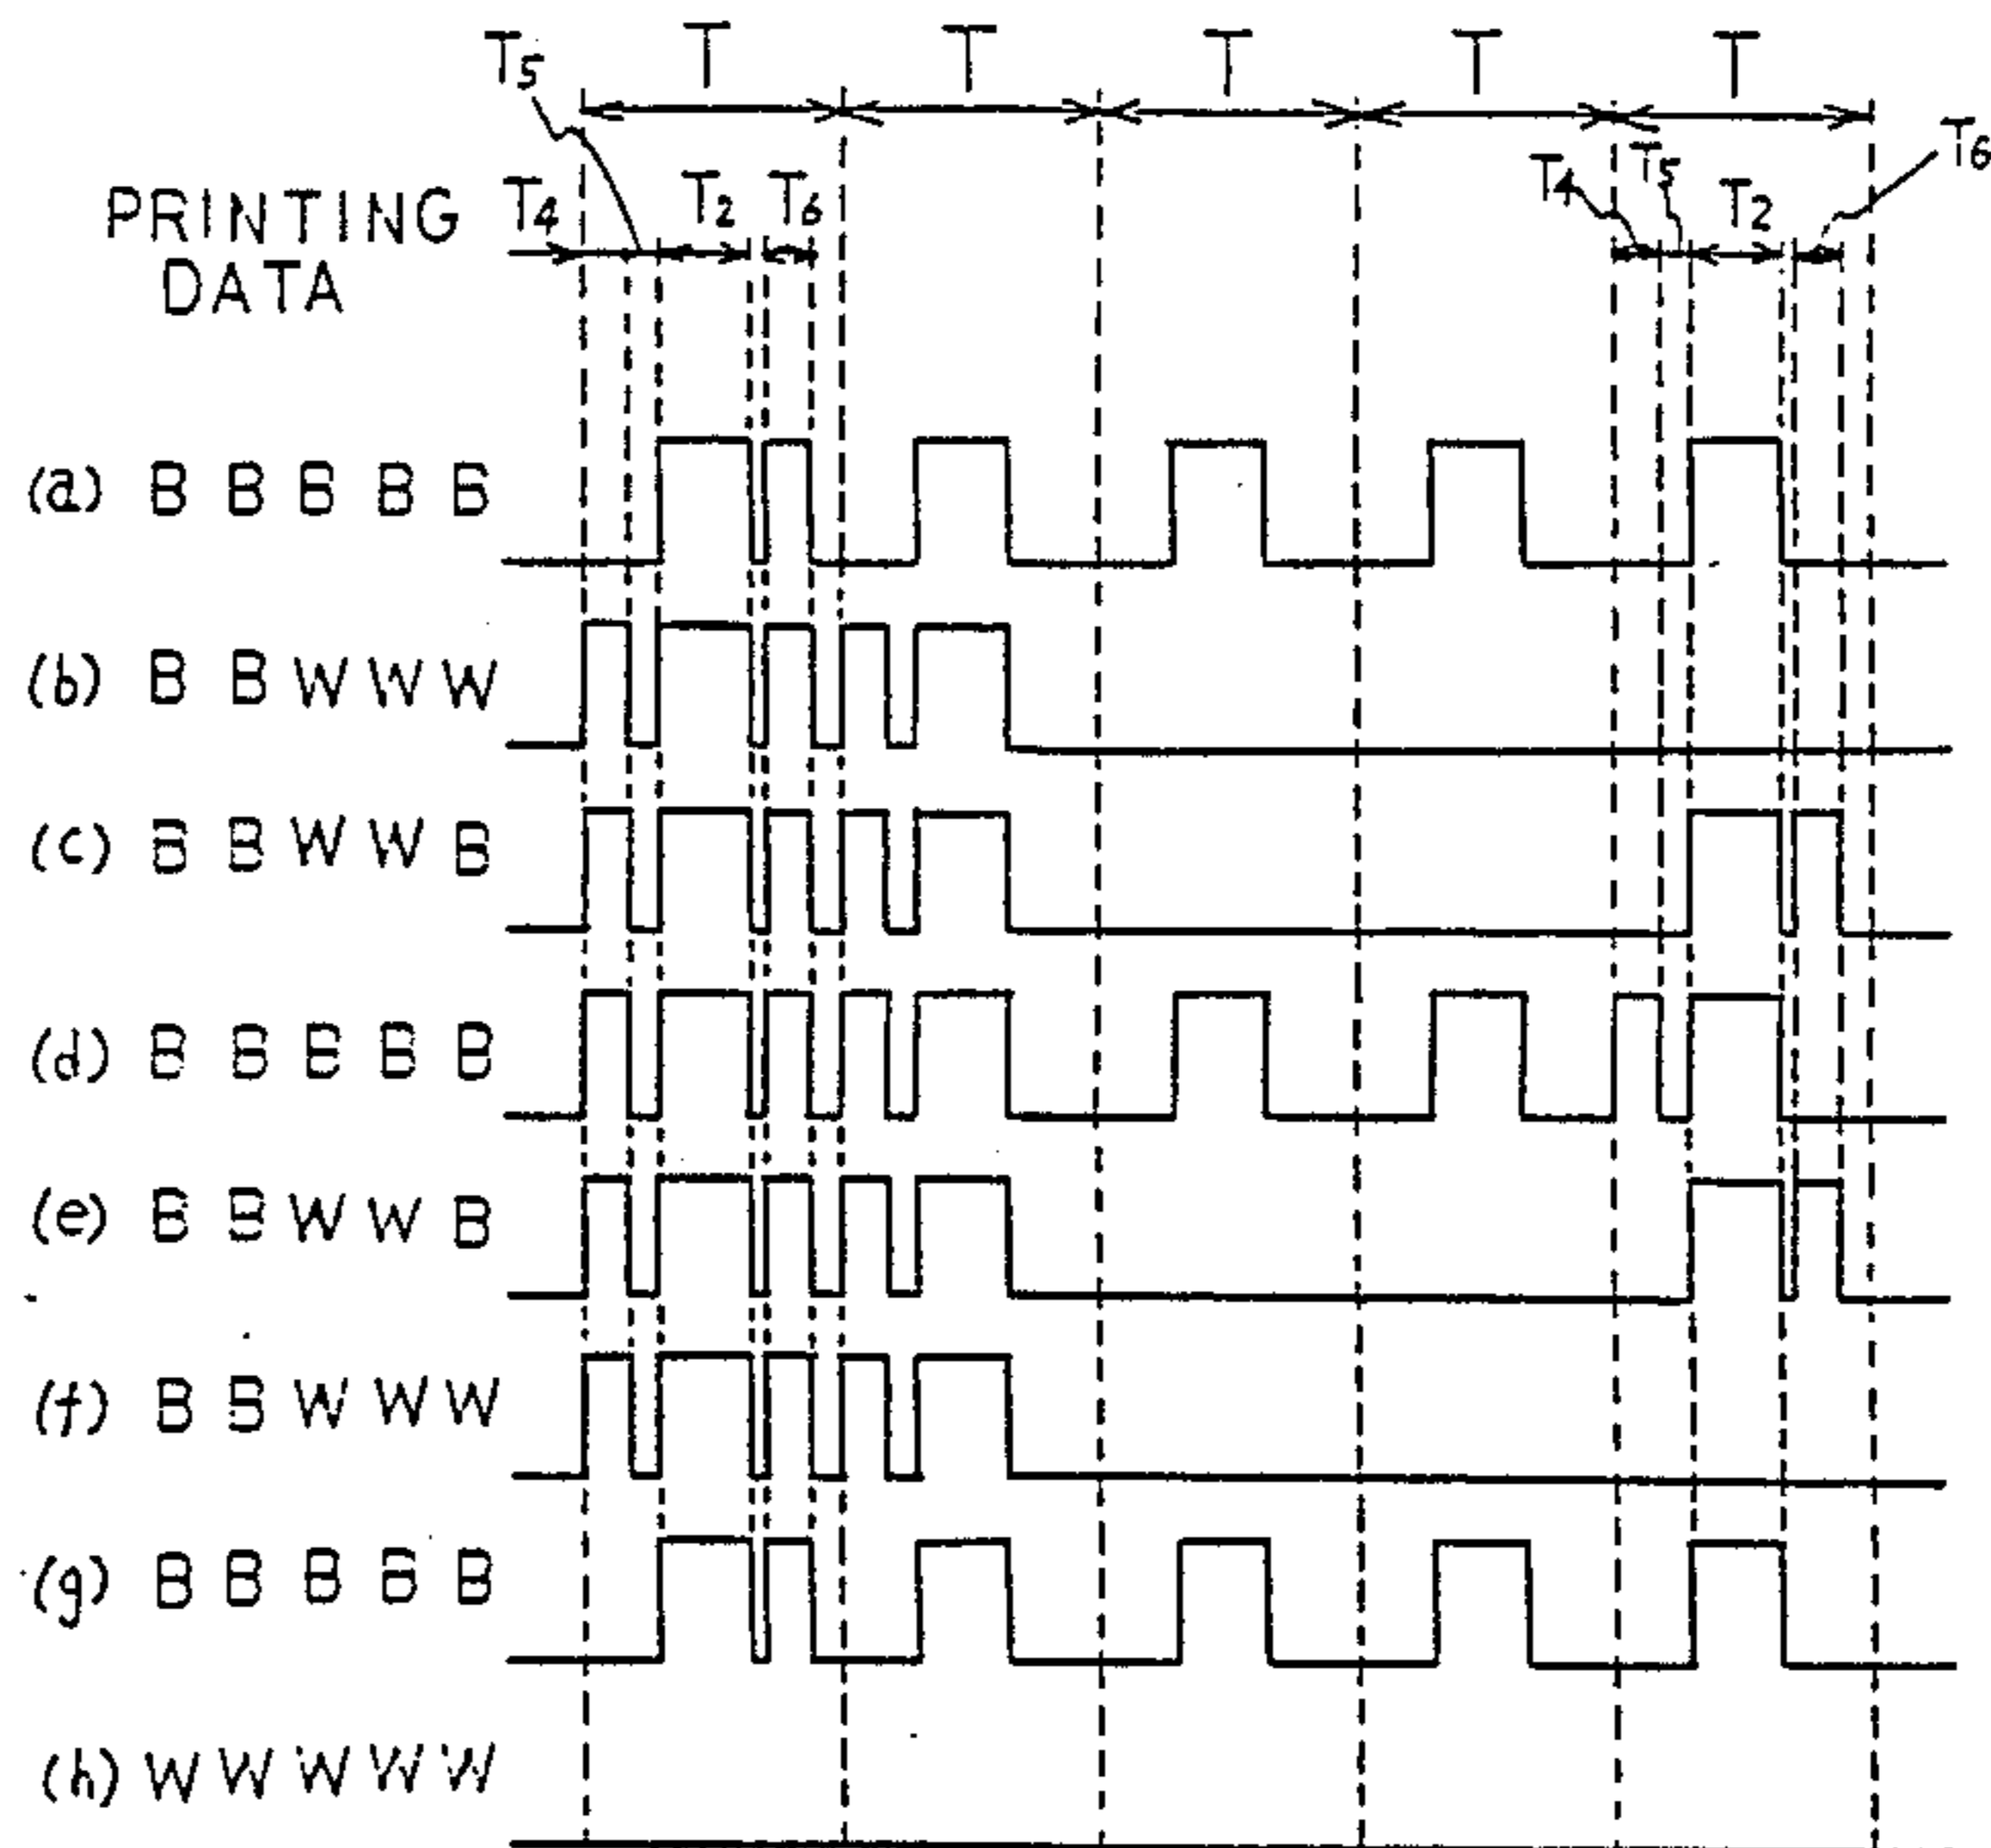 T5 T T T T T
T4 T2 T6 T4 T5 T2 T6
PRINTING
DATA
(a) B B B B B
(b) B B W W W
(c) B B W W B
(d) B B B B B
(e) B B W W B
(f) B B W W W
(g) B B B B B
(h) W W W W W